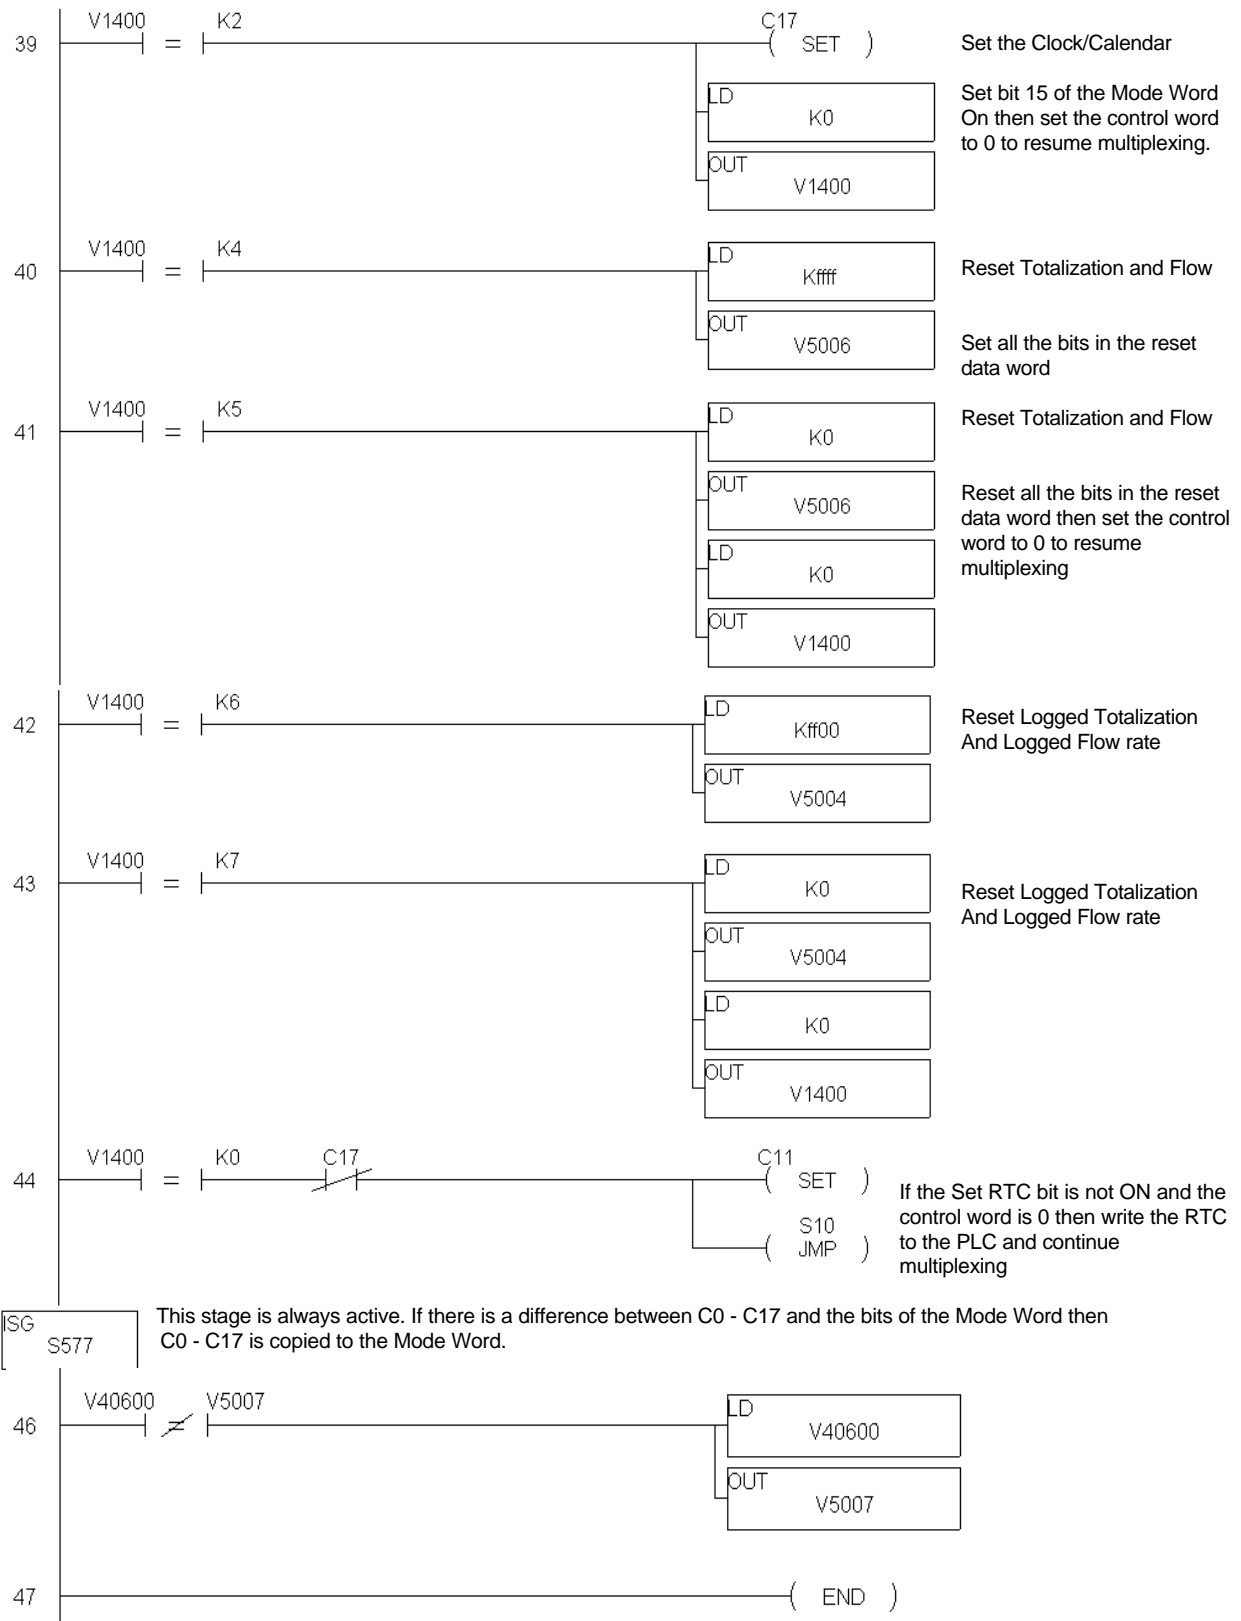 V1400 K2 C17
39 = ( SET ) Set the Clock/Calendar
LD
K0
Set bit 15 of the Mode Word
On then set the control word
to 0 to resume multiplexing.
OUT
V1400
V1400 K4
40 =
LD
Kffff
Reset Totalization and Flow
OUT
V5006
Set all the bits in the reset
data word
V1400 K5
41 =
LD
K0
Reset Totalization and Flow
OUT
V5006
Reset all the bits in the reset
data word then set the control
word to 0 to resume
multiplexing
LD
K0
OUT
V1400
V1400 K6
42 =
LD
Kff00
Reset Logged Totalization
And Logged Flow rate
OUT
V5004
V1400 K7
43 =
LD
K0
Reset Logged Totalization
And Logged Flow rate
OUT
V5004
LD
K0
OUT
V1400
V1400 K0 C17 C11
44 = ( SET )
S10
( JMP )
If the Set RTC bit is not ON and the
control word is 0 then write the RTC
to the PLC and continue
multiplexing
ISG
S577
This stage is always active. If there is a difference between C0 - C17 and the bits of the Mode Word then
C0 - C17 is copied to the Mode Word.
V40600 V5007
46 ≠
LD
V40600
OUT
V5007
47 ( END )